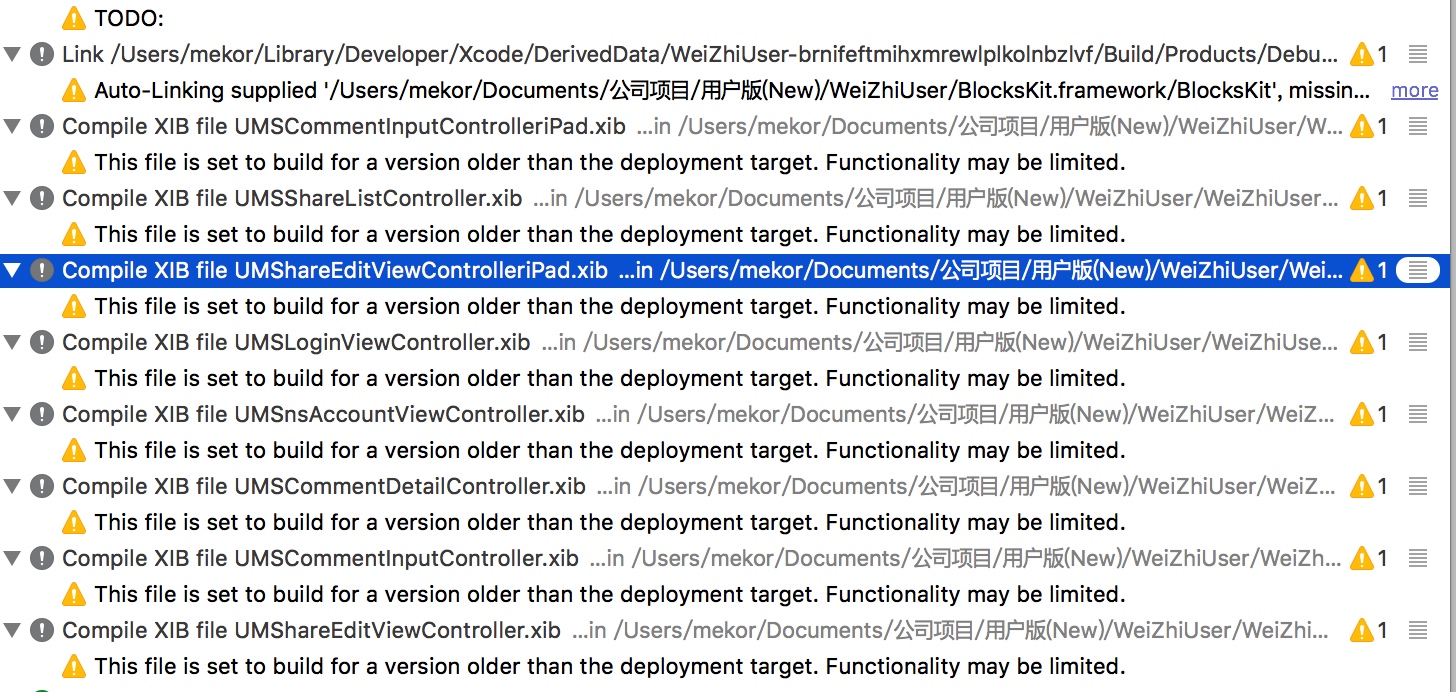 TODO:
Link /Users/mekor/Library/Developer/Xcode/DerivedData/WeiZhiUser-brnifeftmihxmrewlplkolnbzlvf/Build/Products/Debu... 1
Auto-Linking supplied '/Users/mekor/Documents/公司项目/用户版(New)/WeiZhiUser/BlocksKit.framework/BlocksKit', missin... more
Compile XIB file UMSCommentInputControlleriPad.xib ...in /Users/mekor/Documents/公司项目/用户版(New)/WeiZhiUser/W... 1
This file is set to build for a version older than the deployment target. Functionality may be limited.
Compile XIB file UMSShareListController.xib ...in /Users/mekor/Documents/公司项目/用户版(New)/WeiZhiUser/WeiZhiUser... 1
This file is set to build for a version older than the deployment target. Functionality may be limited.
Compile XIB file UMShareEditViewControlleriPad.xib ...in /Users/mekor/Documents/公司项目/用户版(New)/WeiZhiUser/Wei... 1
This file is set to build for a version older than the deployment target. Functionality may be limited.
Compile XIB file UMSLoginViewController.xib ...in /Users/mekor/Documents/公司项目/用户版(New)/WeiZhiUser/WeiZhiUse... 1
This file is set to build for a version older than the deployment target. Functionality may be limited.
Compile XIB file UMSnsAccountViewController.xib ...in /Users/mekor/Documents/公司项目/用户版(New)/WeiZhiUser/WeiZ... 1
This file is set to build for a version older than the deployment target. Functionality may be limited.
Compile XIB file UMSCommentDetailController.xib ...in /Users/mekor/Documents/公司项目/用户版(New)/WeiZhiUser/WeiZ... 1
This file is set to build for a version older than the deployment target. Functionality may be limited.
Compile XIB file UMSCommentInputController.xib ...in /Users/mekor/Documents/公司项目/用户版(New)/WeiZhiUser/WeiZh... 1
This file is set to build for a version older than the deployment target. Functionality may be limited.
Compile XIB file UMShareEditViewController.xib ...in /Users/mekor/Documents/公司项目/用户版(New)/WeiZhiUser/WeiZhi... 1
This file is set to build for a version older than the deployment target. Functionality may be limited.